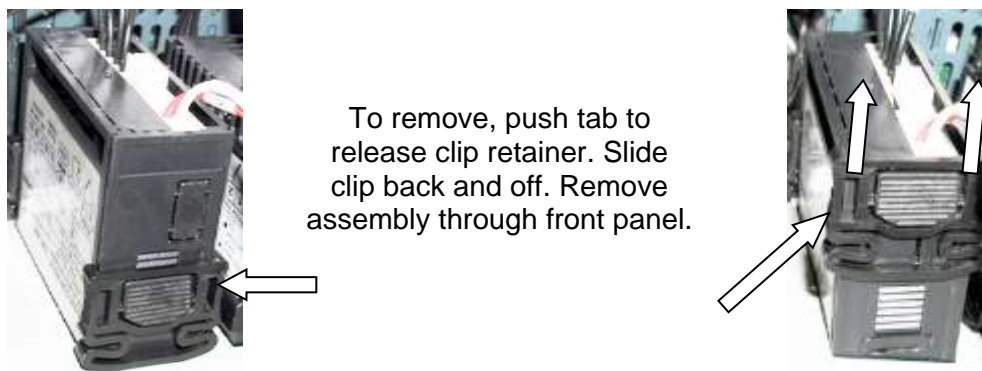 To remove, push tab to
release clip retainer. Slide
clip back and off. Remove
assembly through front panel.